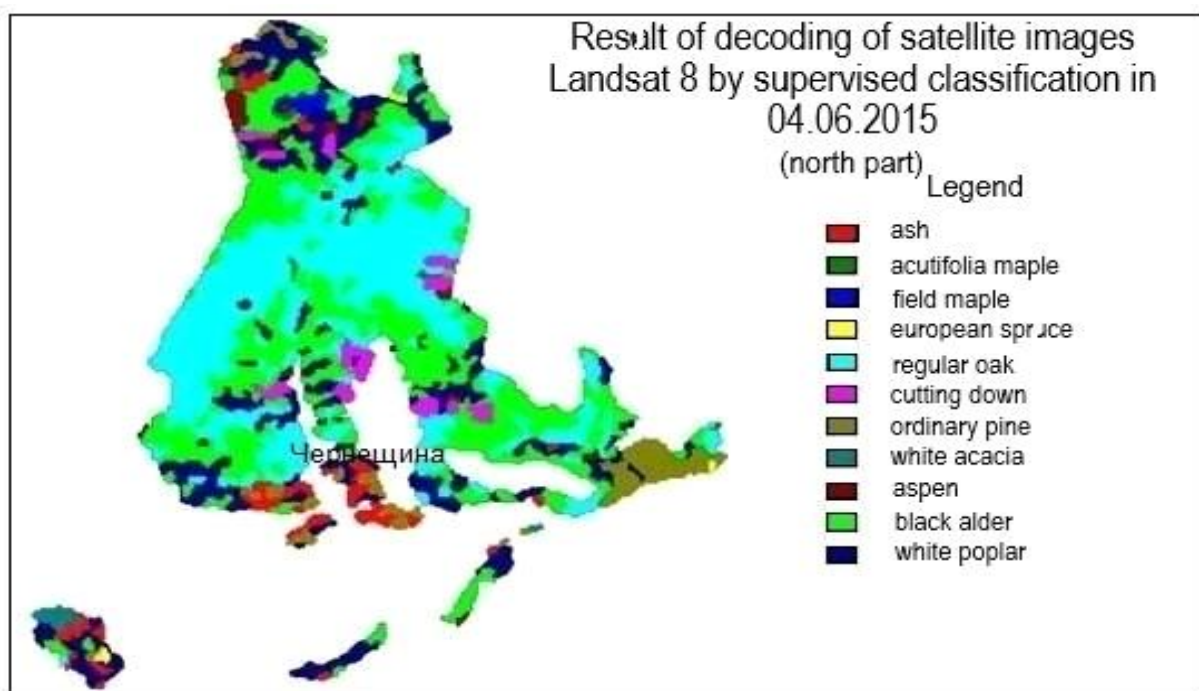 Result of decoding of satellite images
Landsat 8 by supervised classification in
04.06.2015
(north part)
Legend
ash
acutifolia maple
field maple
european spruce
regular oak
cutting down
ordinary pine
white acacia
aspen
black alder
white poplar
Чернещина